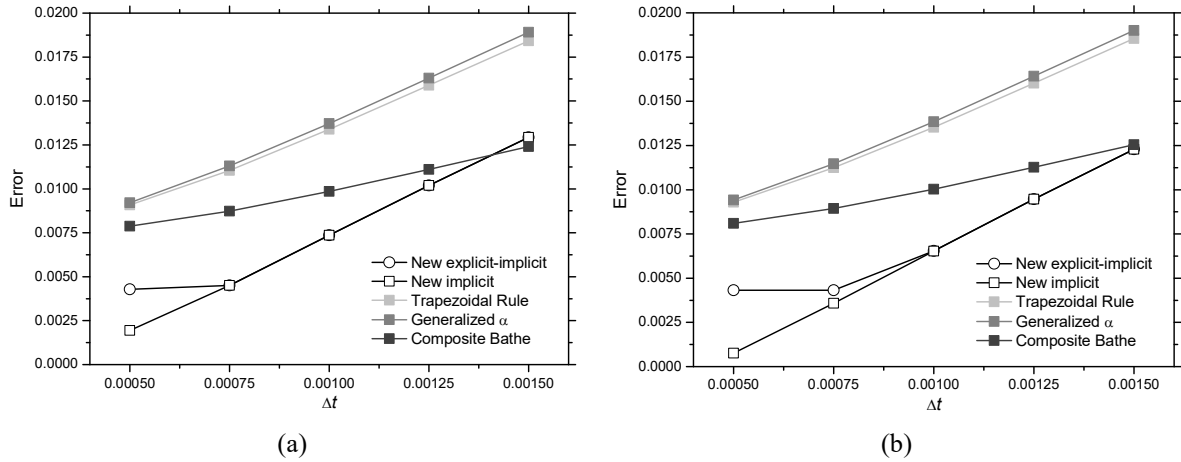 0.0200
0.0175
0.0150
0.0125
0.0100
0.0075
0.0050
0.0025
0.0000
Error
New explicit-implicit
New implicit
Trapezoidal Rule
Generalized α
Composite Bathe
0.00050 0.00075 0.00100 0.00125 0.00150
Δt
(a)
0.0200
0.0175
0.0150
0.0125
0.0100
0.0075
0.0050
0.0025
0.0000
Error
New explicit-implicit
New implicit
Trapezoidal Rule
Generalized α
Composite Bathe
0.00050 0.00075 0.00100 0.00125 0.00150
Δt
(b)